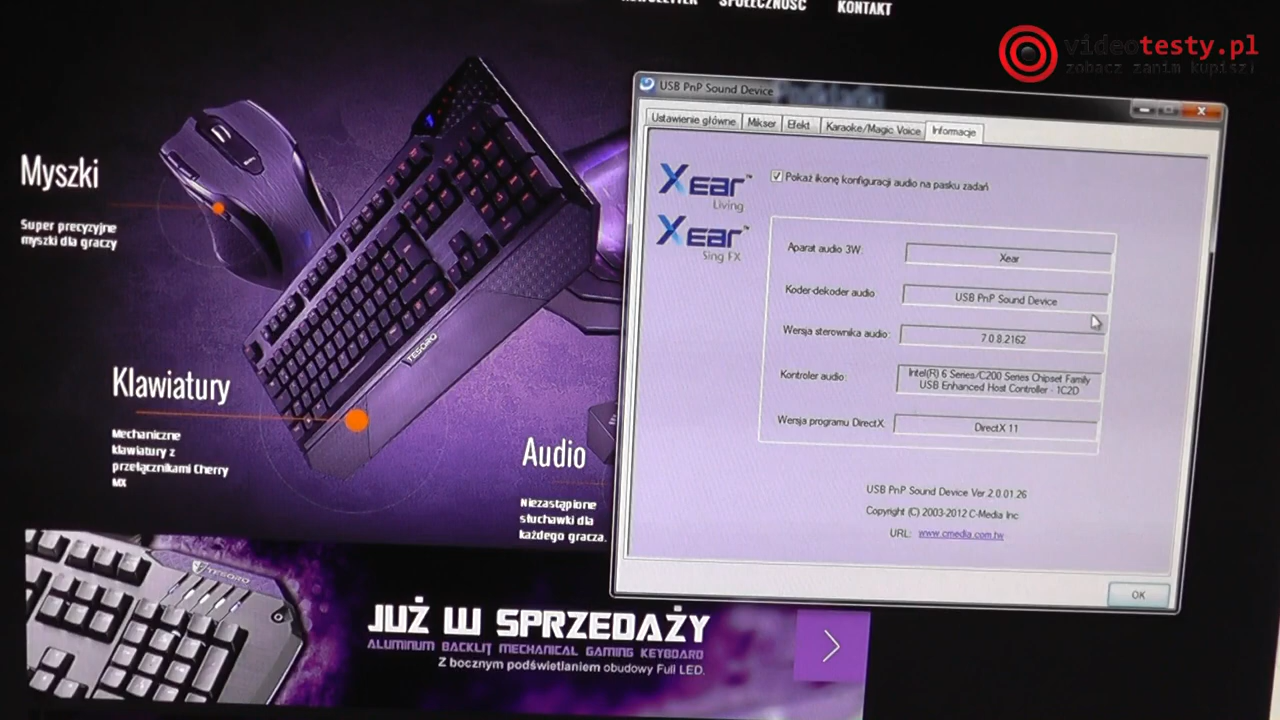 NEWSLETTER SPOŁECZNOŚĆ KONTAKT
videotesty.pl
zobacz zanim kupisz!
Myszki
Super precyzyjne
myszki dla graczy
TESORO
Klawiatury
Mechaniczne
klawiatury z
przełącznikami Cherry
MX
Audio
Niezastąpione
słuchawki dla
każdego gracza.
TESORO
JUŻ W SPRZEDAŻY
ALUMINUM BACKLIT MECHANICAL GAMING KEYBOARD
Z bocznym podświetlaniem obudowy Full LED.
USB PnP Sound Device
Ustawienie główne Mikser Efekt Karaoke/Magic Voice Informacje
Xear™
Living
Xear™
Sing FX
Pokaż ikonę konfiguracji audio na pasku zadań
Aparat audio 3W: Xear
Koder-dekoder audio USB PnP Sound Device
Wersja sterownika audio: 7.0.8.2162
Kontroler audio: Intel(R) 6 Series/C200 Series Chipset Family
USB Enhanced Host Controller - 1C2D
Wersja programu DirectX: DirectX 11
USB PnP Sound Device Ver 2.0.01.26
Copyright (C) 2003-2012 C-Media Inc.
URL: www.cmedia.com.tw
OK